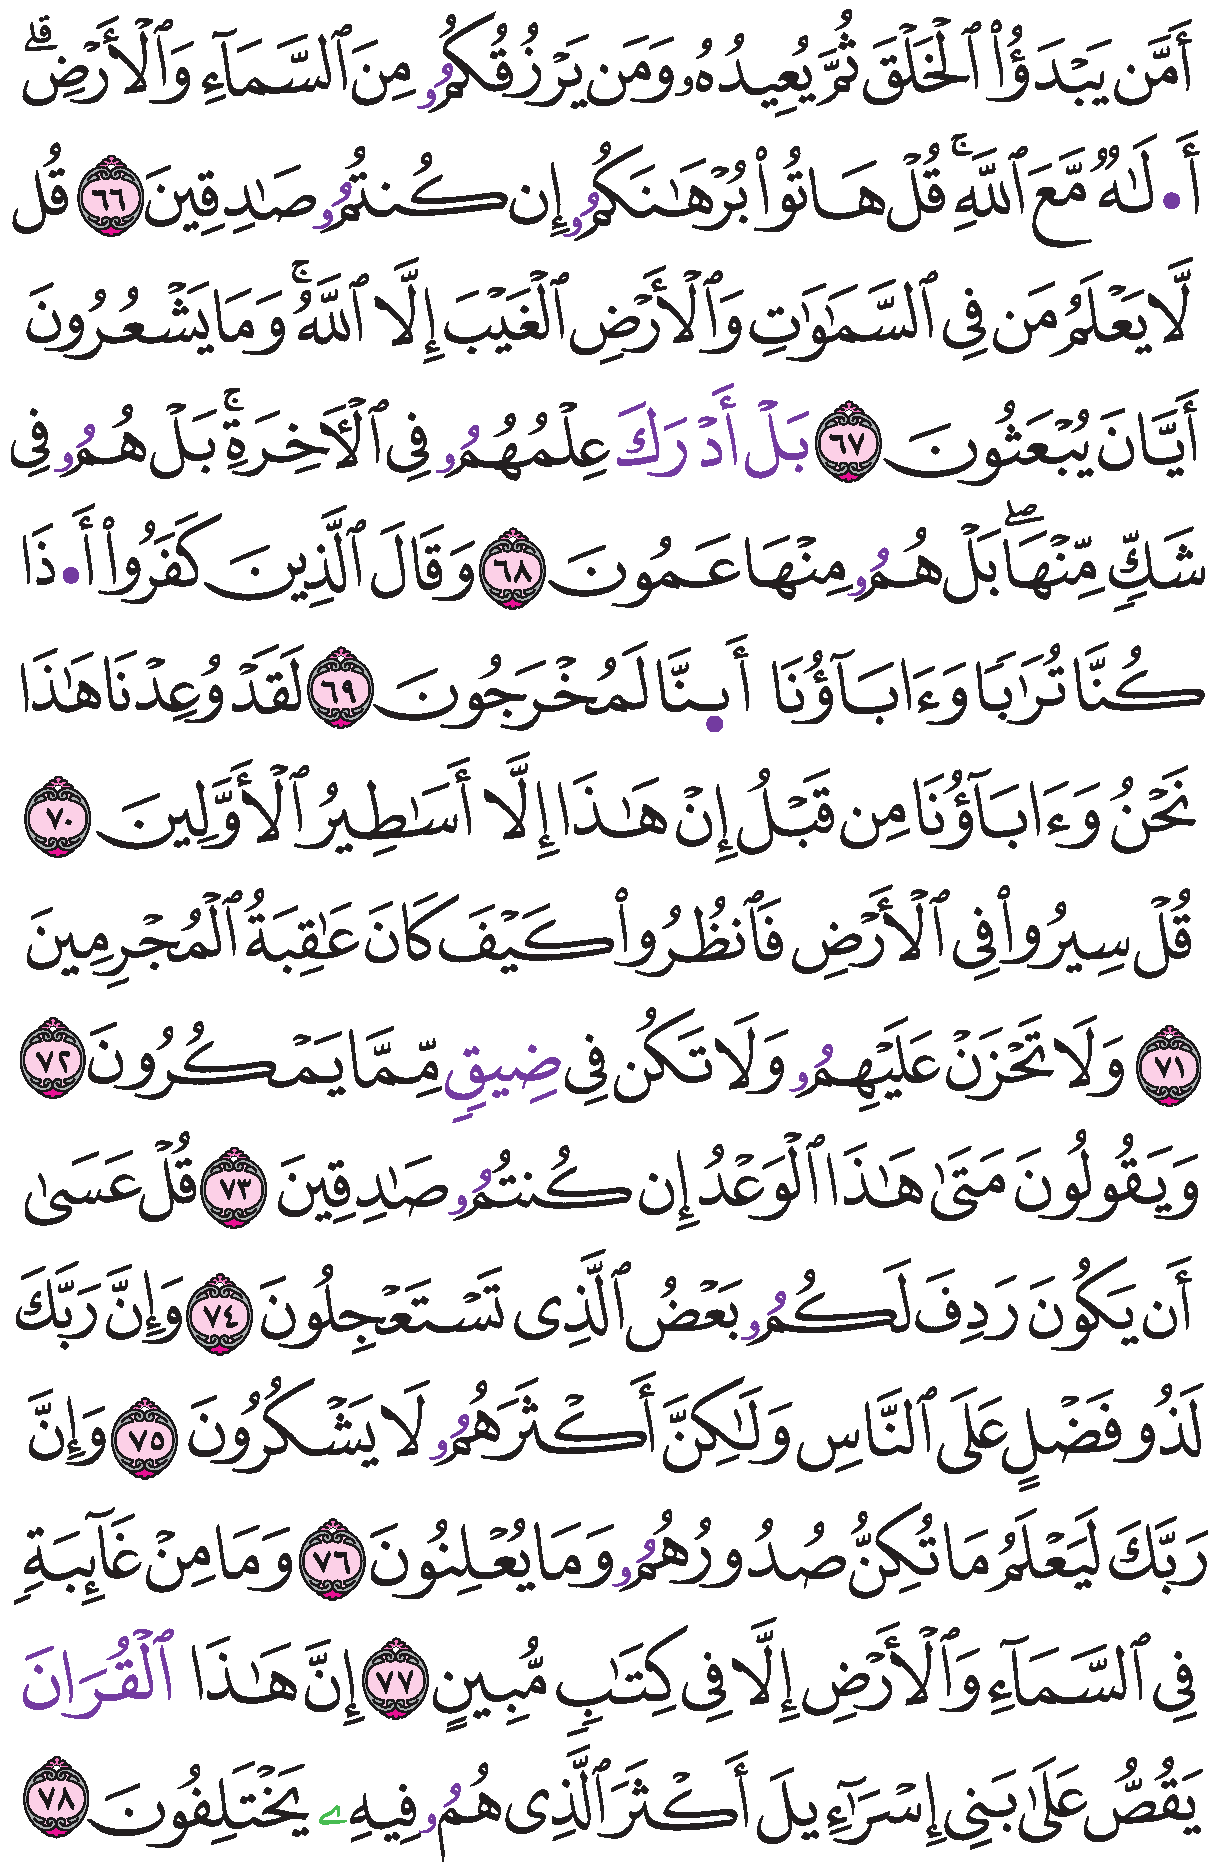 أَمَّن يَبْدَؤُاْ ٱلْخَلْقَ ثُمَّ يُعِيدُهُۥ وَمَن يَرْزُقُكُمُۥ مِنَ ٱلسَّمَآءِ وَٱلْأَرْضِۗ
أَ۬لَٰهٌ مَّعَ ٱللَّهِۚ قُلْ هَاتُواْ بُرْهَٰنَكُمُۥ إِن كُنتُمُۥ صَٰدِقِينَ ٦٦ قُل
لَّا يَعْلَمُ مَن فِى ٱلسَّمَٰوَٰتِ وَٱلْأَرْضِ ٱلْغَيْبَ إِلَّا ٱللَّهُۚ وَمَا يَشْعُرُونَ
أَيَّانَ يُبْعَثُونَ ٦٧ بَلْ أَدْرَكَ عِلْمُهُمُۥ فِى ٱلْأٓخِرَةِۚ بَلْ هُمُۥ فِى
شَكٍّ مِّنْهَاۖ بَلْ هُمُۥ مِنْهَا عَمُونَ ٦٨ وَقَالَ ٱلَّذِينَ كَفَرُواْ أَ۬ذَا
كُنَّا تُرَٰبًا وَءَابَآؤُنَا أَى۪نَّا لَمُخْرَجُونَ ٦٩ لَقَدْ وُعِدْنَا هَٰذَا
نَحْنُ وَءَابَآؤُنَا مِن قَبْلُ إِنْ هَٰذَا إِلَّا أَسَٰطِيرُ ٱلْأَوَّلِينَ ٧٠
قُلْ سِيرُواْ فِى ٱلْأَرْضِ فَٱنظُرُواْ كَيْفَ كَانَ عَٰقِبَةُ ٱلْمُجْرِمِينَ
٧١ وَلَا تَحْزَنْ عَلَيْهِمُۥ وَلَا تَكُن فِى ضِيقٍ مِّمَّا يَمْكُرُونَ ٧٢
وَيَقُولُونَ مَتَىٰ هَٰذَا ٱلْوَعْدُ إِن كُنتُمُۥ صَٰدِقِينَ ٧٣ قُلْ عَسَىٰ
أَن يَكُونَ رَدِفَ لَكُمُۥ بَعْضُ ٱلَّذِى تَسْتَعْجِلُونَ ٧٤ وَإِنَّ رَبَّكَ
لَذُو فَضْلٍ عَلَى ٱلنَّاسِ وَلَٰكِنَّ أَكْثَرَهُمُۥ لَا يَشْكُرُونَ ٧٥ وَإِنَّ
رَبَّكَ لَيَعْلَمُ مَا تُكِنُّ صُدُورُهُمُۥ وَمَا يُعْلِنُونَ ٧٦ وَمَا مِنْ غَآئِبَةٍ
فِى ٱلسَّمَآءِ وَٱلْأَرْضِ إِلَّا فِى كِتَٰبٍ مُّبِينٍ ٧٧ إِنَّ هَٰذَا ٱلْقُرَانَ
يَقُصُّ عَلَىٰ بَنِى إِسْرَآءِيلَ أَكْثَرَ ٱلَّذِى هُمُۥ فِيهِۦ يَخْتَلِفُونَ ٧٨